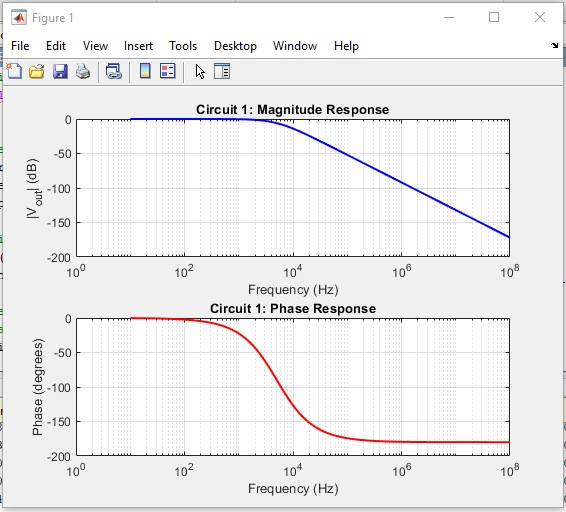 Figure 1
File Edit View Insert Tools Desktop Window Help
Circuit 1: Magnitude Response
|V_out| (dB)
0
-50
-100
-150
-200
10^0 10^2 10^4 10^6 10^8
Frequency (Hz)
Circuit 1: Phase Response
Phase (degrees)
0
-50
-100
-150
-200
10^0 10^2 10^4 10^6 10^8
Frequency (Hz)